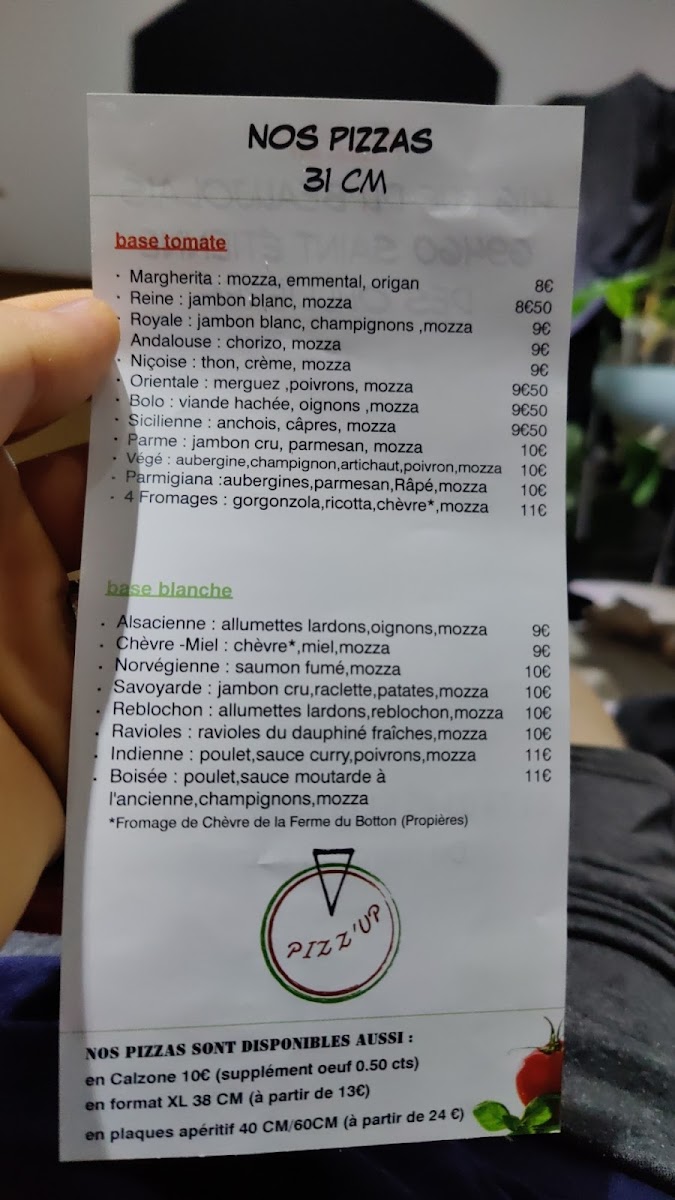 NOS PIZZAS
31 CM
base tomate
· Margherita : mozza, emmental, origan 8€
· Reine : jambon blanc, mozza 8€50
· Royale : jambon blanc, champignons ,mozza 9€
Andalouse : chorizo, mozza 9€
· Niçoise : thon, crème, mozza 9€
· Orientale : merguez ,poivrons, mozza 9€50
· Bolo : viande hachée, oignons ,mozza 9€50
· Sicilienne : anchois, câpres, mozza 9€50
· Parme : jambon cru, parmesan, mozza 10€
· Végé : aubergine,champignon,artichaut,poivron,mozza 10€
· Parmigiana :aubergines,parmesan,Râpé,mozza 10€
· 4 Fromages : gorgonzola,ricotta,chèvre*,mozza 11€
base blanche
· Alsacienne : allumettes lardons,oignons,mozza 9€
· Chèvre -Miel : chèvre*,miel,mozza 9€
· Norvégienne : saumon fumé,mozza 10€
· Savoyarde : jambon cru,raclette,patates,mozza 10€
· Reblochon : allumettes lardons,reblochon,mozza 10€
· Ravioles : ravioles du dauphiné fraîches,mozza 10€
· Indienne : poulet,sauce curry,poivrons,mozza 11€
· Boisée : poulet,sauce moutarde à 11€
l'ancienne,champignons,mozza
*Fromage de Chèvre de la Ferme du Botton (Propières)
PIZZ'UP
NOS PIZZAS SONT DISPONIBLES AUSSI :
en Calzone 10€ (supplément oeuf 0.50 cts)
en format XL 38 CM (à partir de 13€)
en plaques apéritif 40 CM/60CM (à partir de 24 €)